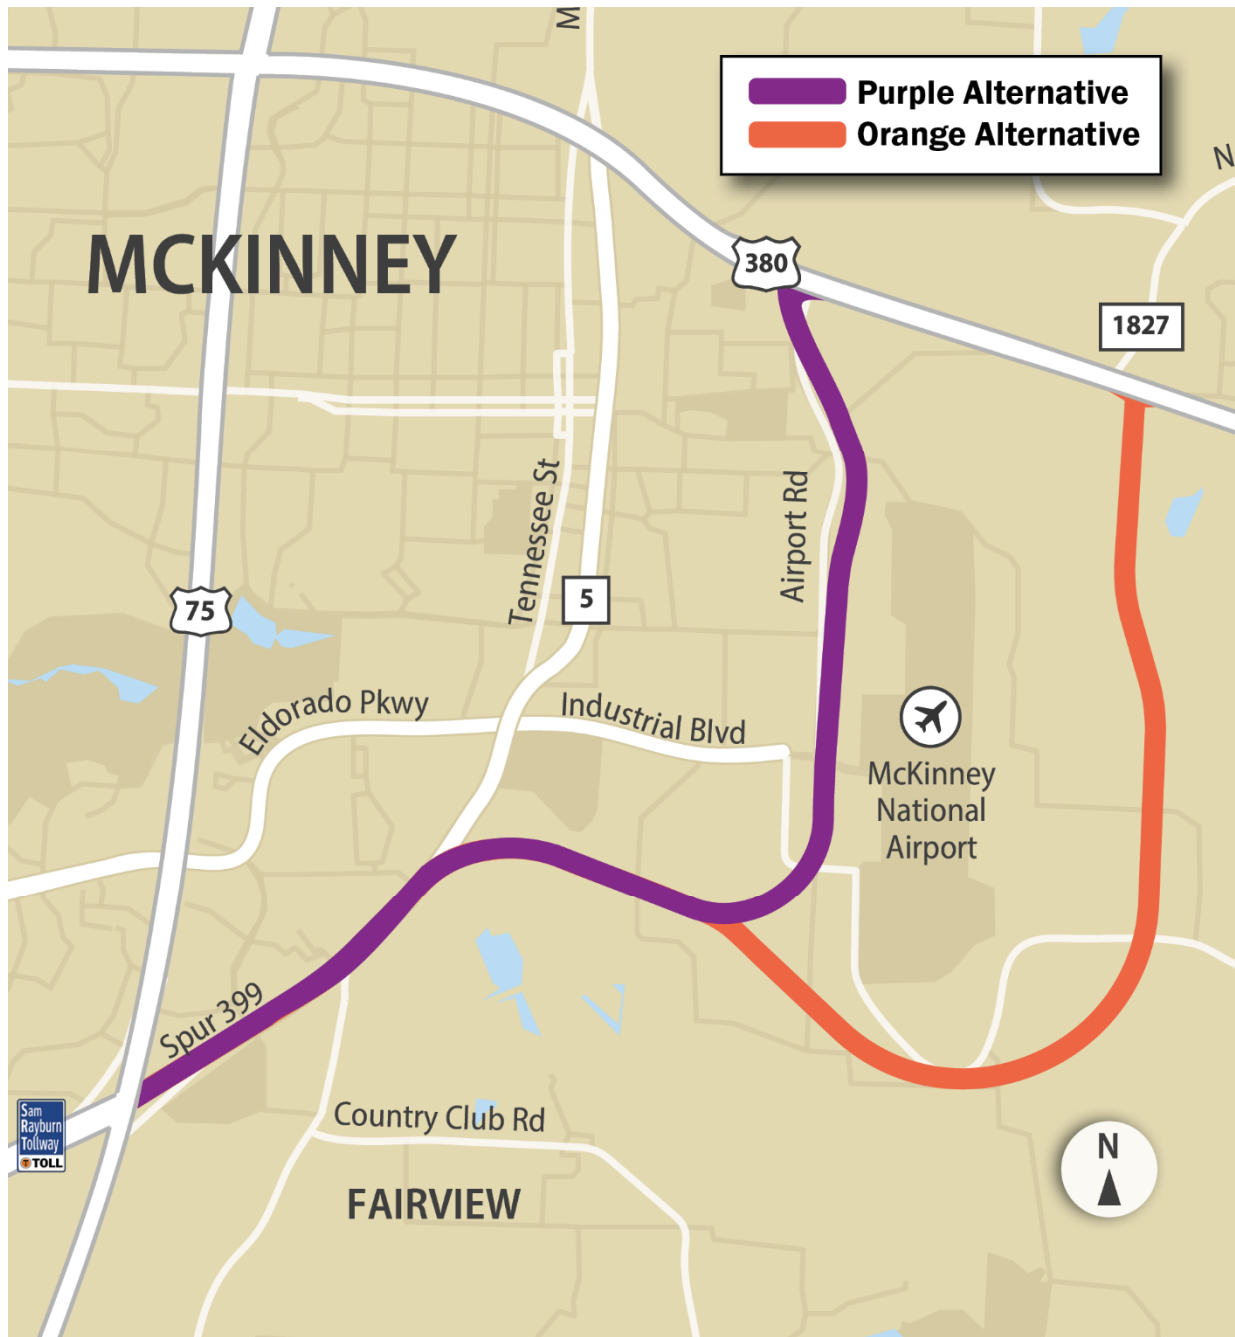 M
Purple Alternative
Orange Alternative
N
MCKINNEY
380
1827
Tennessee St
Airport Rd
75
5
Eldorado Pkwy
Industrial Blvd
McKinney
National
Airport
Spur 399
Sam
Rayburn
Tollway
T TOLL
Country Club Rd
N
FAIRVIEW